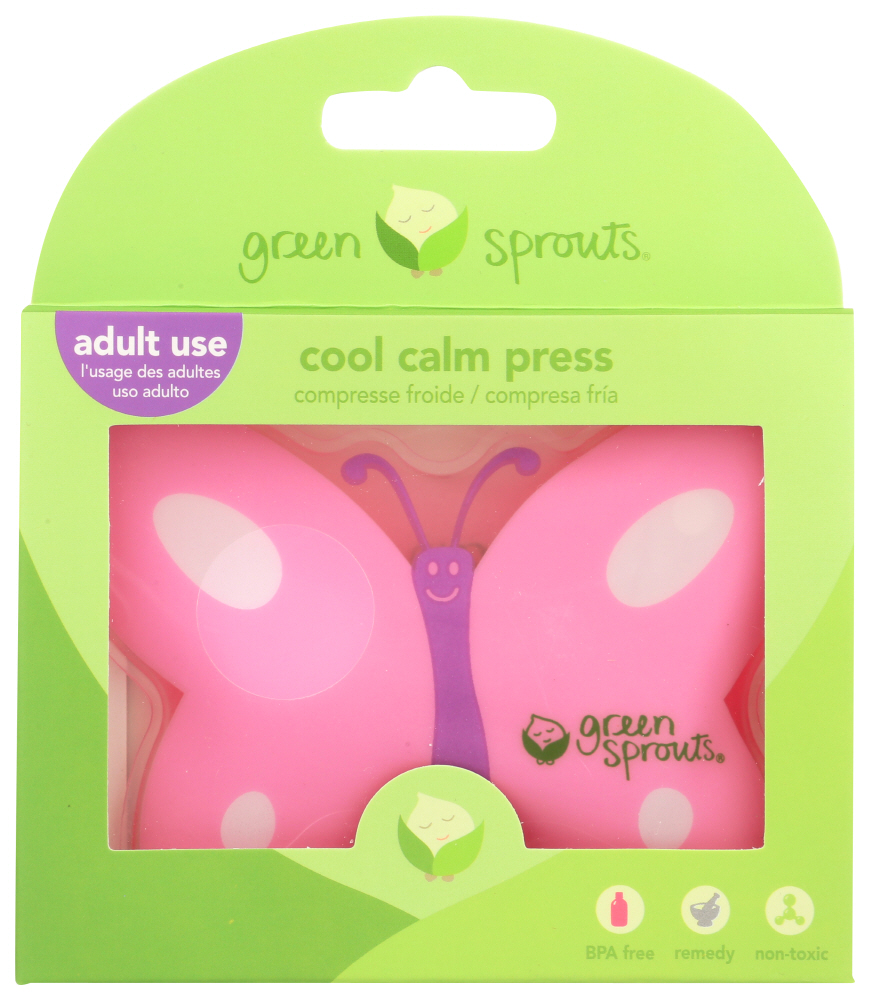 green sprouts®
adult use
l'usage des adultes
uso adulto
cool calm press
compresse froide / compresa fría
green
sprouts®
BPA free
remedy
non-toxic